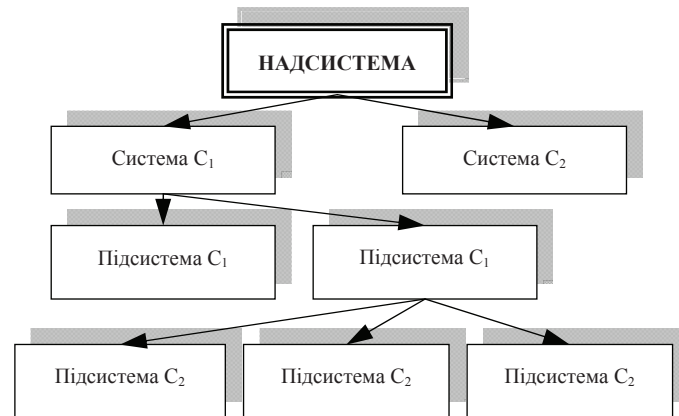 НАДСИСТЕМА
Система С₁
Система С₂
Підсистема С₁
Підсистема С₁
Підсистема С₂
Підсистема С₂
Підсистема С₂